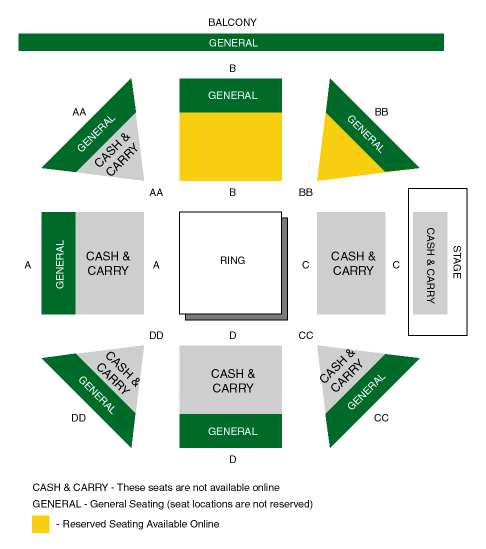 BALCONY
GENERAL
B
GENERAL
AA
GENERAL
CASH &
CARRY
BB
GENERAL
AA
B
BB
A
GENERAL
CASH &
CARRY
A
RING
C
CASH &
CARRY
C
CASH & CARRY
STAGE
DD
D
CC
CASH &
CARRY
GENERAL
DD
CASH &
CARRY
GENERAL
D
CASH &
CARRY
GENERAL
CC
CASH & CARRY - These seats are not available online
GENERAL - General Seating (seat locations are not reserved)
- Reserved Seating Available Online